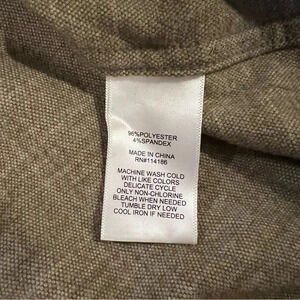 96%POLYESTER
4%SPANDEX
MADE IN CHINA
RN#114186
MACHINE WASH COLD
WITH LIKE COLORS
DELICATE CYCLE
ONLY NON-CHLORINE
BLEACH WHEN NEEDED
TUMBLE DRY LOW
COOL IRON IF NEEDED